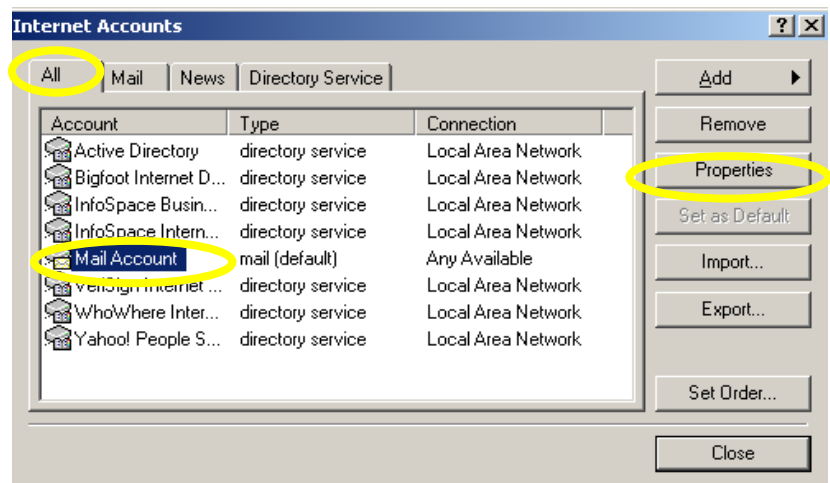 Internet Accounts
All Mail News Directory Service
Add
Account Type Connection
Remove
Active Directory directory service Local Area Network
Bigfoot Internet D... directory service Local Area Network
Properties
InfoSpace Busin... directory service Local Area Network
Set as Default
InfoSpace Intern... directory service Local Area Network
Mail Account mail (default) Any Available
Import...
VeriSign Internet ... directory service Local Area Network
WhoWhere Inter... directory service Local Area Network
Export...
Yahoo! People S... directory service Local Area Network
Set Order...
Close